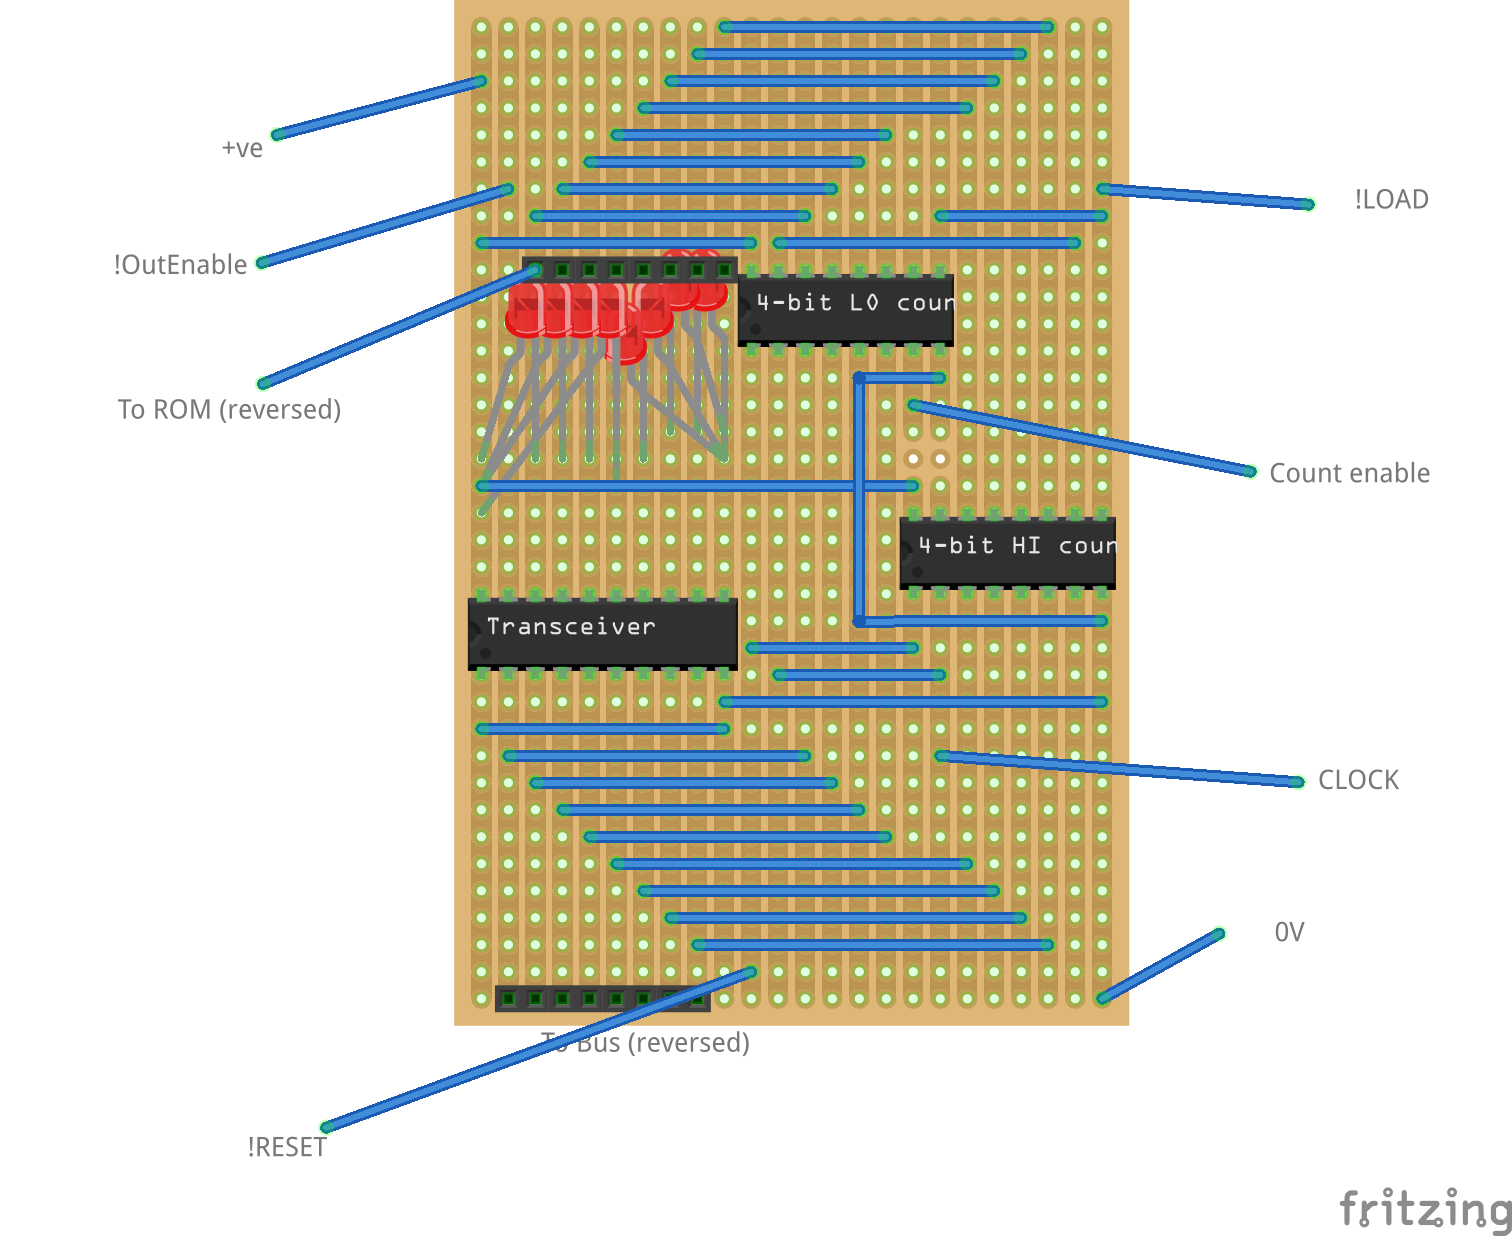 +ve
!LOAD
!OutEnable
4-bit LO coun
To ROM (reversed)
Count enable
4-bit HI coun
Transceiver
CLOCK
0V
To Bus (reversed)
!RESET
fritzing